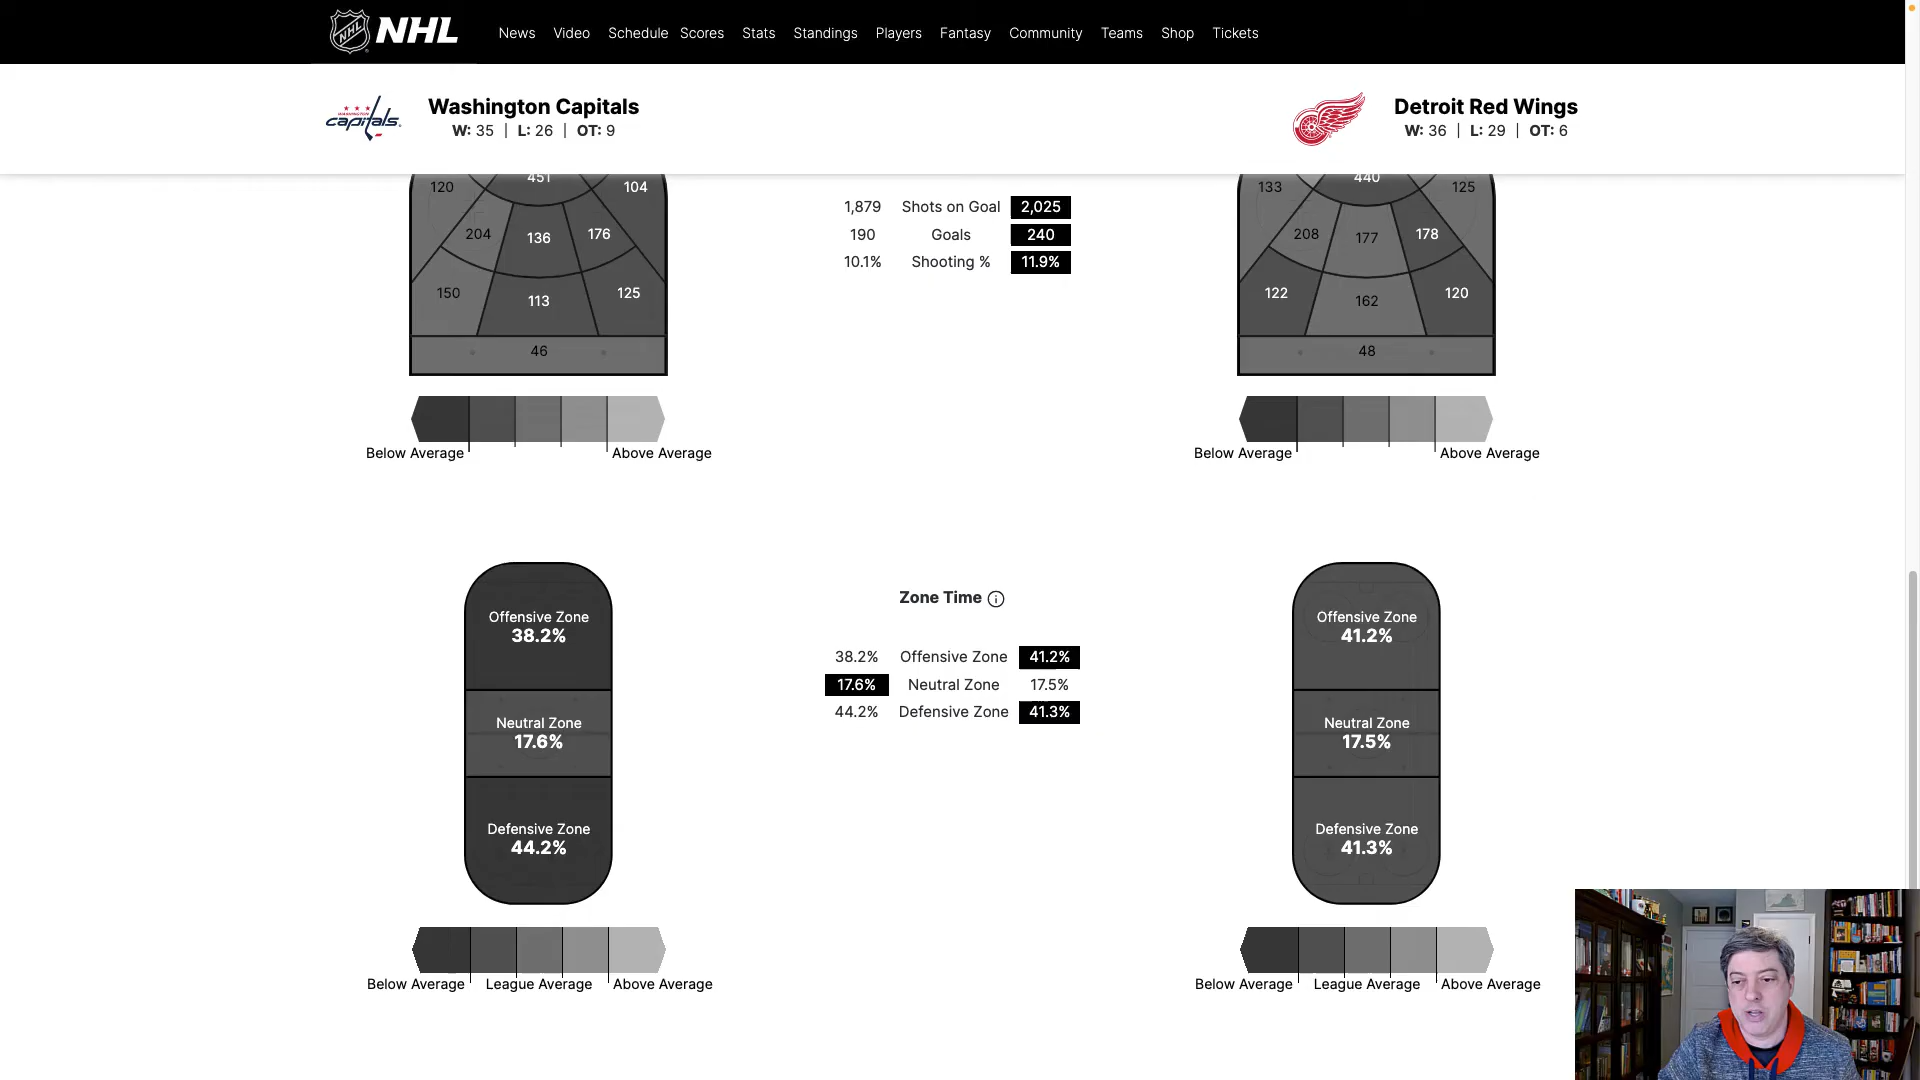 NHL News Video Schedule Scores Stats Standings Players Fantasy Community Teams Shop Tickets
Washington Capitals
W: 35 | L: 26 | OT: 9
Detroit Red Wings
W: 36 | L: 29 | OT: 6
capitals
120 451 104
204 136 176
150 113 125
46
Below Average Above Average
1,879 Shots on Goal 2,025
190 Goals 240
10.1% Shooting % 11.9%
133 440 125
208 177 178
122 162 120
48
Below Average Above Average
Offensive Zone
38.2%
Neutral Zone
17.6%
Defensive Zone
44.2%
Below Average League Average Above Average
Zone Time
38.2% Offensive Zone 41.2%
17.6% Neutral Zone 17.5%
44.2% Defensive Zone 41.3%
Offensive Zone
41.2%
Neutral Zone
17.5%
Defensive Zone
41.3%
Below Average League Average Above Average